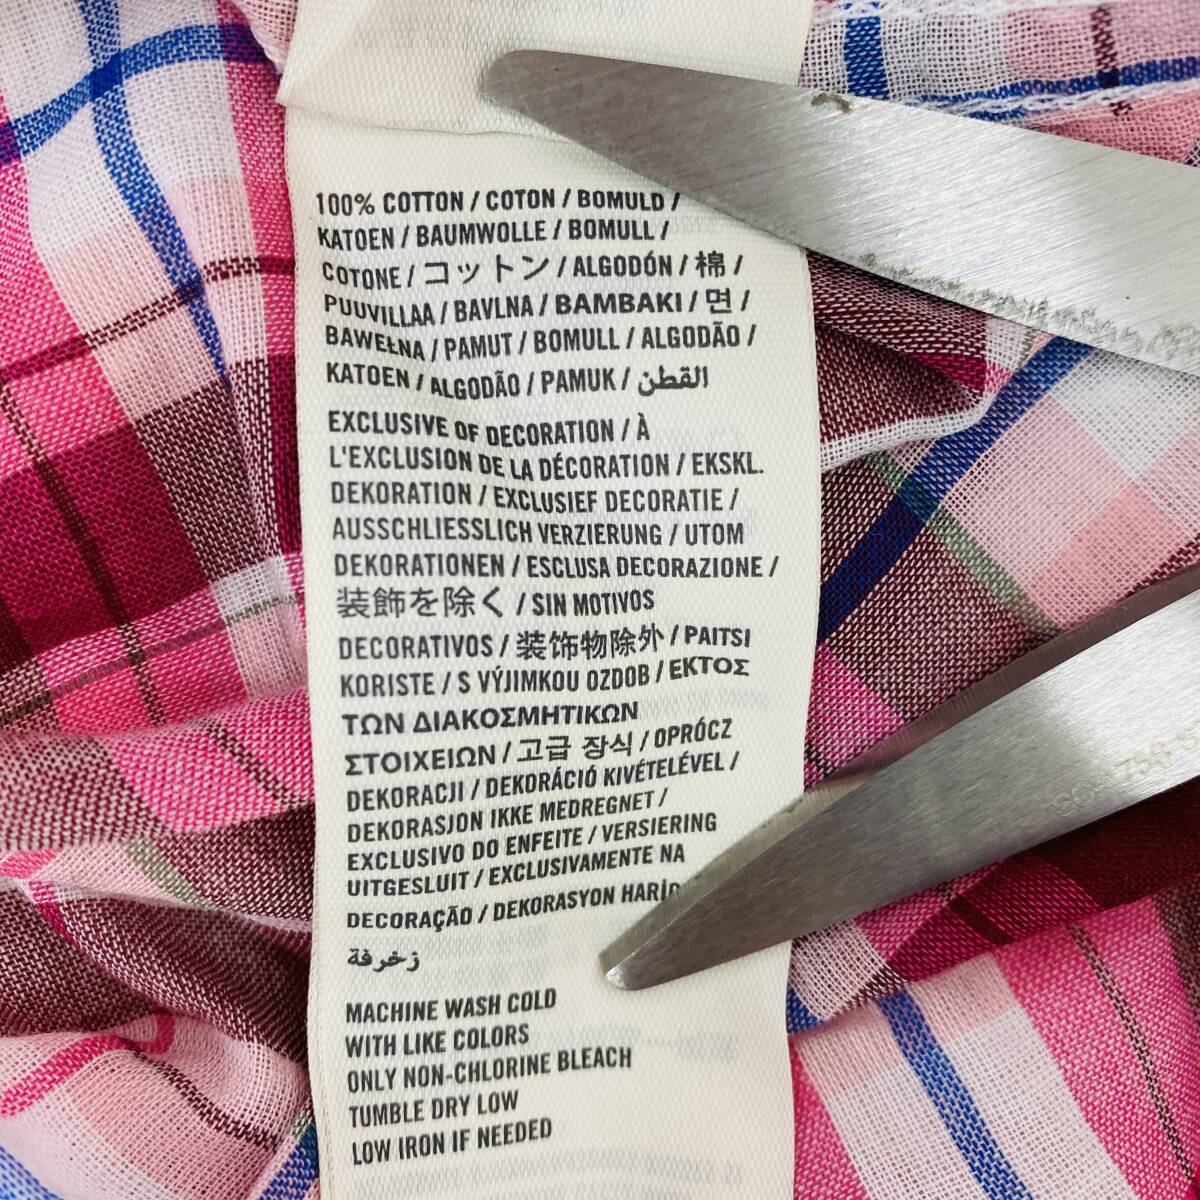 100% COTTON / COTON / BOMULD /
KATOEN / BAUMWOLLE / BOMULL /
COTONE / コットン / ALGODÓN / 棉 /
PUUVILLAA / BAVLNA / BAMBAKI / 면 /
BAWEŁNA / PAMUT / BOMULL / ALGODÃO /
KATOEN / ALGODÃO / PAMUK / القطن
EXCLUSIVE OF DECORATION / À
L'EXCLUSION DE LA DÉCORATION / EKSKL.
DEKORATION / EXCLUSIEF DECORATIE /
AUSSCHLIESSLICH VERZIERUNG / UTOM
DEKORATIONEN / ESCLUSA DECORAZIONE /
装飾を除く / SIN MOTIVOS
DECORATIVOS / 装饰物除外 / PAITSI
KORISTE / S VÝJIMKOU OZDOB / ΕΚΤΟΣ
ΤΩΝ ΔΙΑΚΟΣΜΗΤΙΚΩΝ
ΣΤΟΙΧΕΙΩΝ / 고급 장식 / OPRÓCZ
DEKORACJI / DEKORÁCIÓ KIVÉTELÉVEL /
DEKORASJON IKKE MEDREGNET /
EXCLUSIVO DO ENFEITE / VERSIERING
UITGESLUIT / EXCLUSIVAMENTE NA
DECORAÇÃO / DEKORASYON HARİÇ
زخرفة
MACHINE WASH COLD
WITH LIKE COLORS
ONLY NON-CHLORINE BLEACH
TUMBLE DRY LOW
LOW IRON IF NEEDED